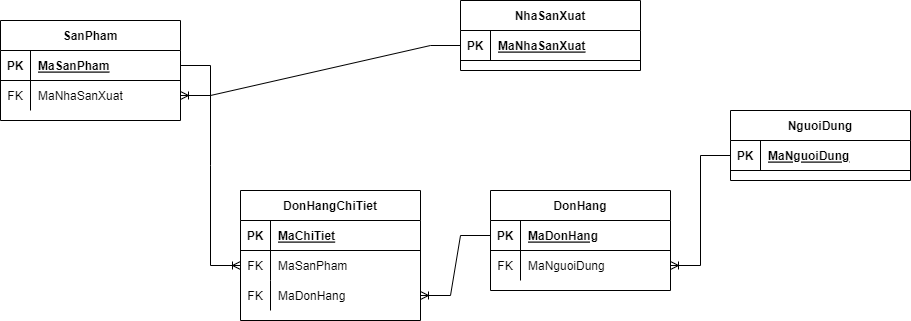 NhaSanXuat
PK MaNhaSanXuat
SanPham
PK MaSanPham
FK MaNhaSanXuat
NguoiDung
PK MaNguoiDung
DonHangChiTiet
PK MaChiTiet
FK MaSanPham
FK MaDonHang
DonHang
PK MaDonHang
FK MaNguoiDung